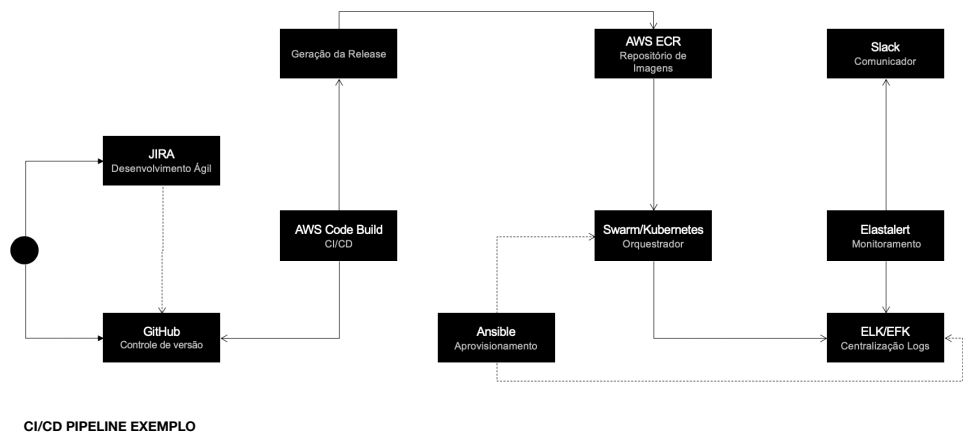 Geração da Release
AWS ECR
Repositório de
Imagens
Slack
Comunicador
JIRA
Desenvolvimento Ágil
AWS Code Build
CI/CD
Swarm/Kubernetes
Orquestrador
Elastalert
Monitoramento
GitHub
Controle de versão
Ansible
Aprovisionamento
ELK/EFK
Centralização Logs
CI/CD PIPELINE EXEMPLO